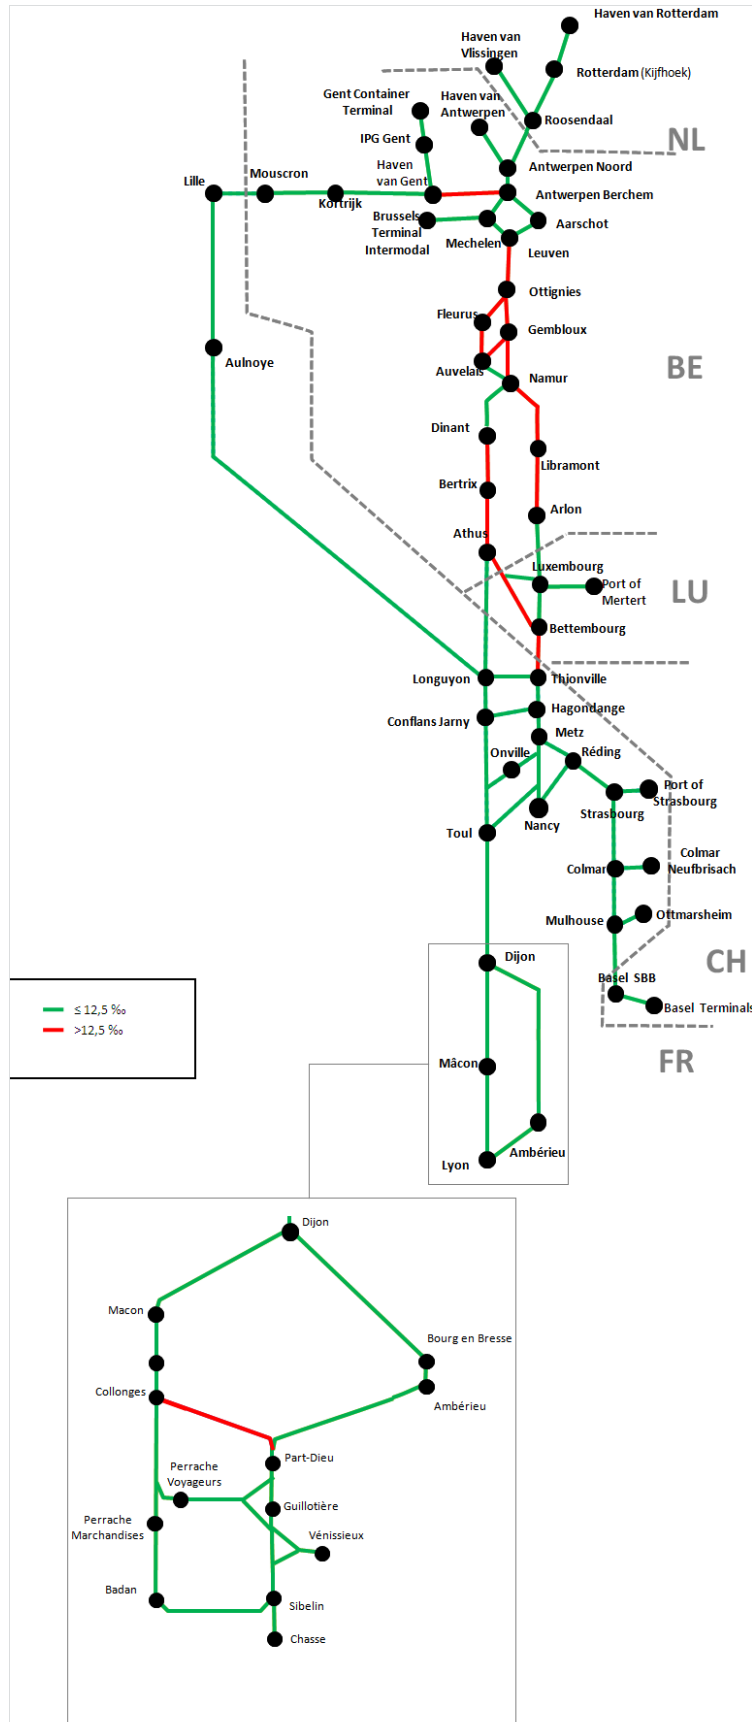 Haven van Rotterdam
Haven van
Vlissingen
Rotterdam (Kijfhoek)
Gent Container
Terminal
Haven van
Antwerpen
Roosendaal
NL
IPG Gent
Haven
van Gent
Antwerpen Noord
Lille
Mouscron
Kortrijk
Antwerpen Berchem
Brussels
Terminal
Intermodal
Aarschot
Mechelen
Leuven
Ottignies
Fleurus
Gembloux
Aulnoye
Auvelais
BE
Namur
Dinant
Libramont
Bertrix
Arlon
Athus
Luxembourg
Port of
Mertert
LU
Bettembourg
Longuyon
Thionville
Hagondange
Conflans Jarny
Metz
Onville
Réding
Port of
Strasbourg
Strasbourg
Nancy
Toul
Colmar
Neufbrisach
Colmar
Ottmarsheim
Mulhouse
Dijon
CH
Basel SBB
Basel Terminals
≤ 12,5 ‰
>12,5 ‰
FR
Mâcon
Ambérieu
Lyon
Dijon
Macon
Bourg en Bresse
Collonges
Ambérieu
Part-Dieu
Perrache
Voyageurs
Guillotière
Perrache
Marchandises
Vénissieux
Badan
Sibelin
Chasse